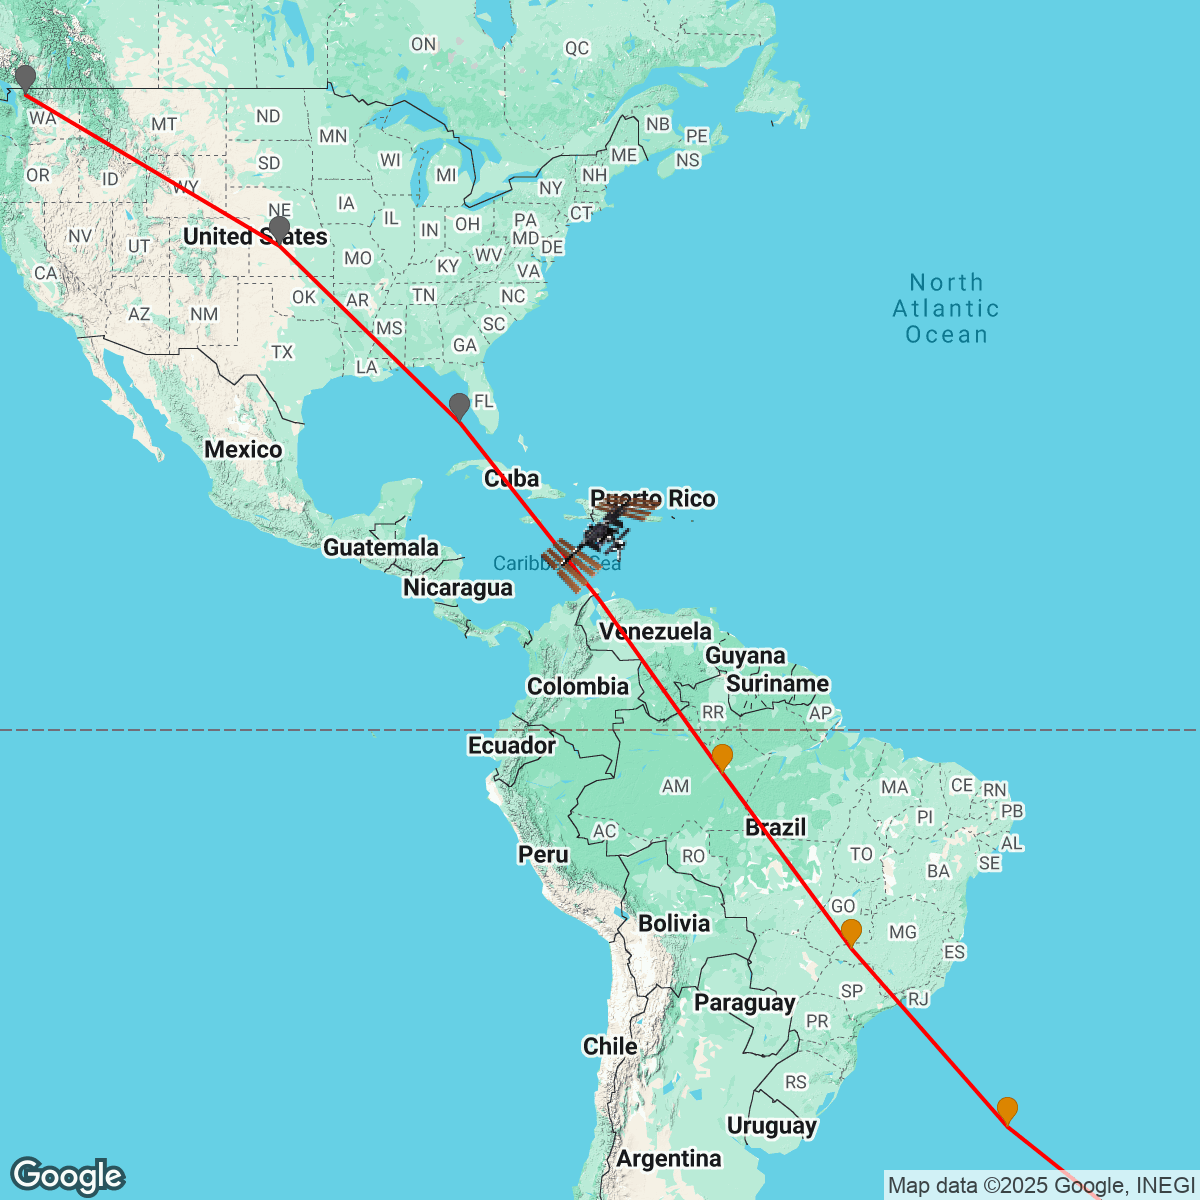 ON
QC
WA
MT
ND
MN
NB
PE
OR
ID
WY
SD
WI
MI
ME
NS
NH
NY
NE
IA
IL
IN
OH
PA
CT
NV
UT
United States
MD
DE
CA
MO
KY
WV
VA
AZ
NM
OK
AR
TN
NC
North
Atlantic
Ocean
TX
MS
LA
GA
SC
FL
Mexico
Cuba
Puerto Rico
Guatemala
Caribbean Sea
Nicaragua
Venezuela
Guyana
Colombia
Suriname
RR
AP
Ecuador
AM
MA
CE
RN
PB
PI
AC
Brazil
AL
Peru
RO
TO
BA
SE
GO
Bolivia
MG
ES
SP
RJ
Paraguay
PR
Chile
RS
Uruguay
Argentina
Google
Map data ©2025 Google, INEGI